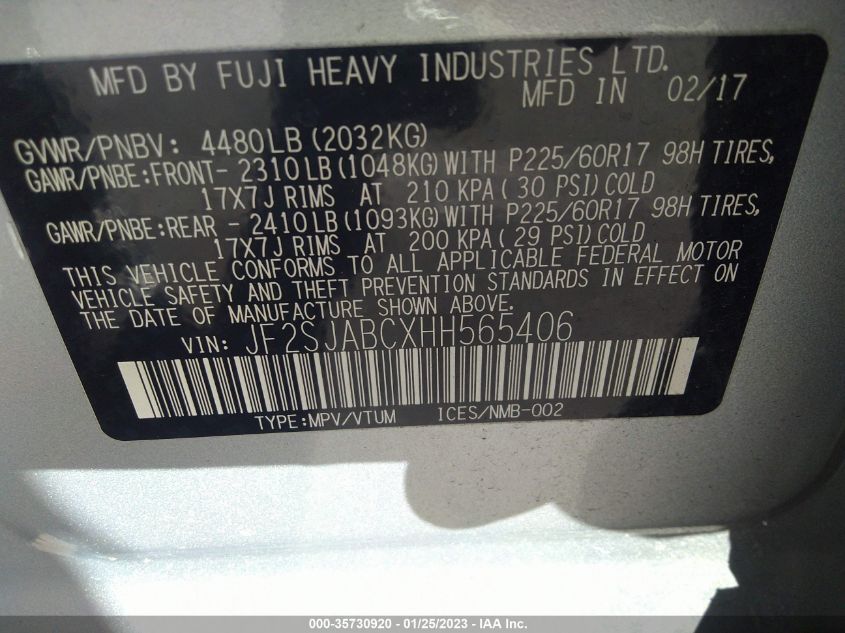 MFD BY FUJI HEAVY INDUSTRIES LTD.
MFD IN 02/17
GVWR/PNBV: 4480LB(2032KG)
GAWR/PNBE:FRONT- 2310LB(1048KG)WITH P225/60R17 98H TIRES,
17X7J RIMS AT 210 KPA(30 PSI)COLD
GAWR/PNBE:REAR - 2410LB(1093KG)WITH P225/60R17 98H TIRES,
17X7J RIMS AT 200 KPA(29 PSI)COLD
THIS VEHICLE CONFORMS TO ALL APPLICABLE FEDERAL MOTOR
VEHICLE SAFETY AND THEFT PREVENTION STANDARDS IN EFFECT ON
THE DATE OF MANUFACTURE SHOWN ABOVE.
VIN: JF2SJABCXHH565406
TYPE:MPV/VTUM ICES/NMB-002
000-35730920 - 01/25/2023 - IAA Inc.